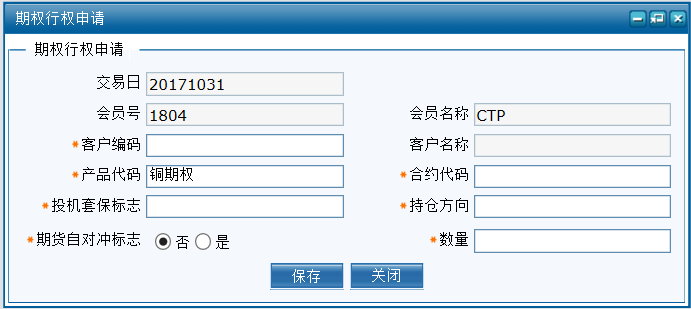 期权行权申请
期权行权申请
交易日 20171031
会员号 1804 会员名称 CTP
*客户编码 客户名称
*产品代码 铜期权 *合约代码
*投机套保标志 *持仓方向
*期货自对冲标志 否 是 *数量
保存 关闭